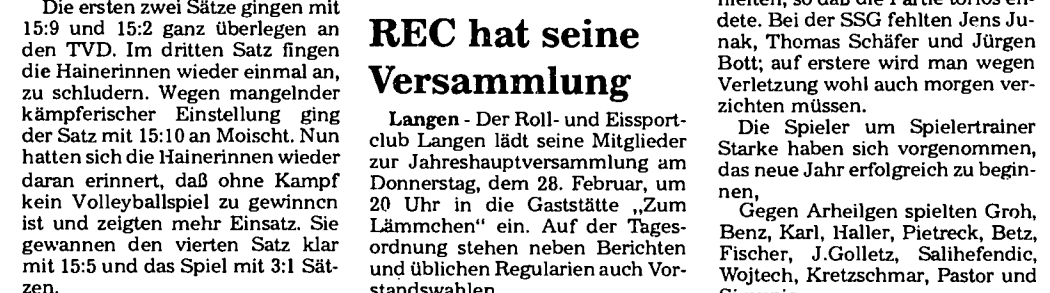 Die ersten zwei Sätze gingen mit
15:9 und 15:2 ganz überlegen an
den TVD. Im dritten Satz fingen
die Hainerinnen wieder einmal an,
zu schludern. Wegen mangelnder
kämpferischer Einstellung ging
der Satz mit 15:10 an Moischt. Nun
hatten sich die Hainerinnen wieder
daran erinnert, daß ohne Kampf
kein Volleyballspiel zu gewinnen
ist und zeigten mehr Einsatz. Sie
gewannen den vierten Satz klar
mit 15:5 und das Spiel mit 3:1 Sät-
zen.
REC hat seine
Versammlung
Langen - Der Roll- und Eissport-
club Langen lädt seine Mitglieder
zur Jahreshauptversammlung am
Donnerstag, dem 28. Februar, um
20 Uhr in die Gaststätte „Zum
Lämmchen“ ein. Auf der Tages-
ordnung stehen neben Berichten
und üblichen Regularien auch Vor-
standswahlen
hielten, so daß die Partie torlos en-
dete. Bei der SSG fehlten Jens Ju-
nak, Thomas Schäfer und Jürgen
Bott; auf erstere wird man wegen
Verletzung wohl auch morgen ver-
zichten müssen.
Die Spieler um Spielertrainer
Starke haben sich vorgenommen,
das neue Jahr erfolgreich zu begin-
nen,
Gegen Arheilgen spielten Groh,
Benz, Karl, Haller, Pietreck, Betz,
Fischer, J.Golletz, Salihefendic,
Wojtech, Kretzschmar, Pastor und